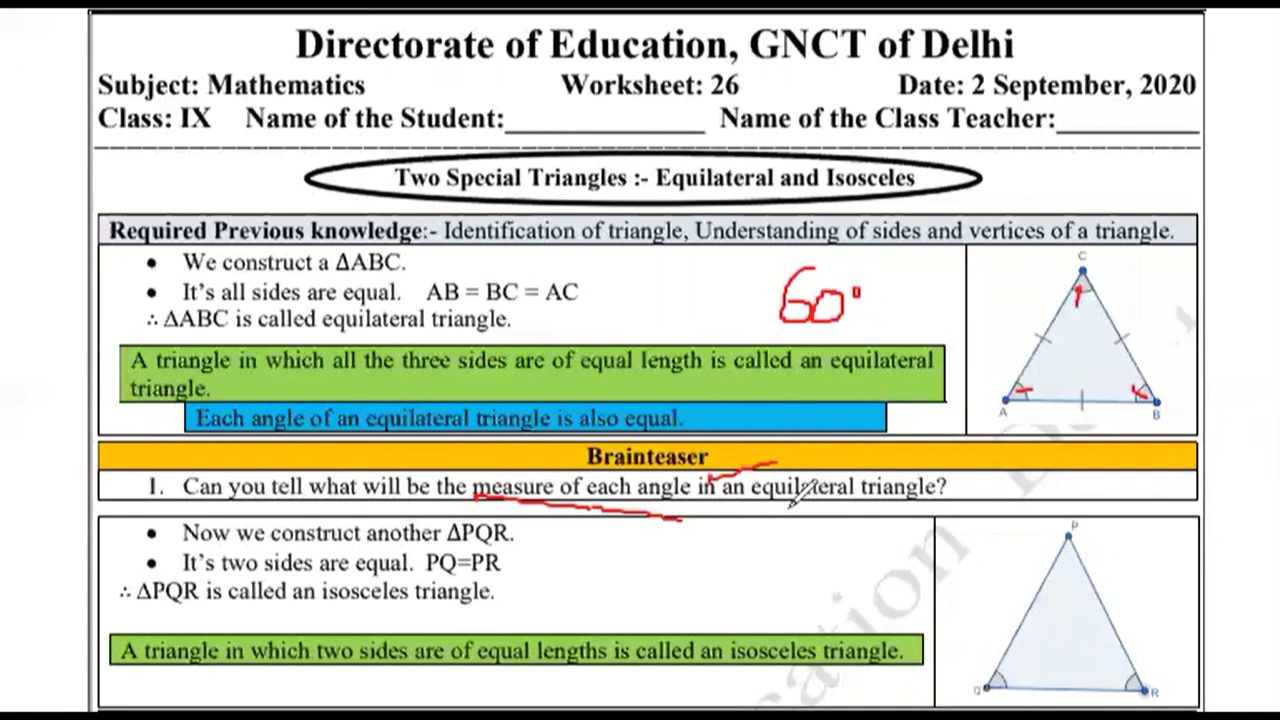 Directorate of Education, GNCT of Delhi
Subject: Mathematics Worksheet: 26 Date: 2 September, 2020
Class: IX Name of the Student:____________ Name of the Class Teacher:__________
Two Special Triangles :- Equilateral and Isosceles
Required Previous knowledge:- Identification of triangle, Understanding of sides and vertices of a triangle.
• We construct a ΔABC.
• It's all sides are equal. AB = BC = AC
∴ ΔABC is called equilateral triangle.
60°
A triangle in which all the three sides are of equal length is called an equilateral
triangle.
Each angle of an equilateral triangle is also equal.
C
A
B
Brainteaser
1. Can you tell what will be the measure of each angle in an equilateral triangle?
• Now we construct another ΔPQR.
• It's two sides are equal. PQ=PR
∴ ΔPQR is called an isosceles triangle.
A triangle in which two sides are of equal lengths is called an isosceles triangle.
P
Q
R